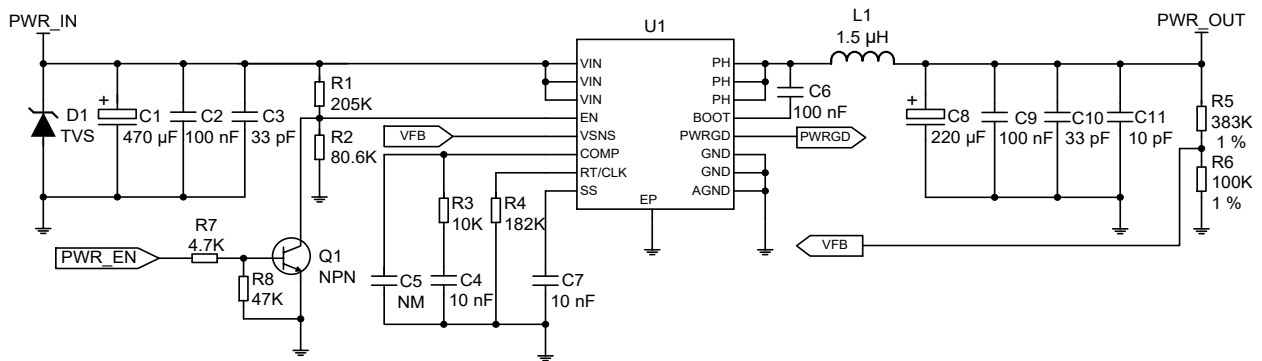 PWR_IN
D1
TVS
+
C1
470 µF
C2
100 nF
C3
33 pF
R1
205K
R2
80.6K
VFB
U1
VIN
VIN
VIN
EN
VSNS
COMP
RT/CLK
SS
EP
PH
PH
PH
BOOT
PWRGD
GND
GND
AGND
C6
100 nF
PWRGD
L1
1.5 µH
PWR_OUT
+
C8
220 µF
C9
100 nF
C10
33 pF
C11
10 pF
R5
383K
1 %
R6
100K
1 %
VFB
R3
10K
R4
182K
C5
NM
C4
10 nF
C7
10 nF
PWR_EN
R7
4.7K
R8
47K
Q1
NPN